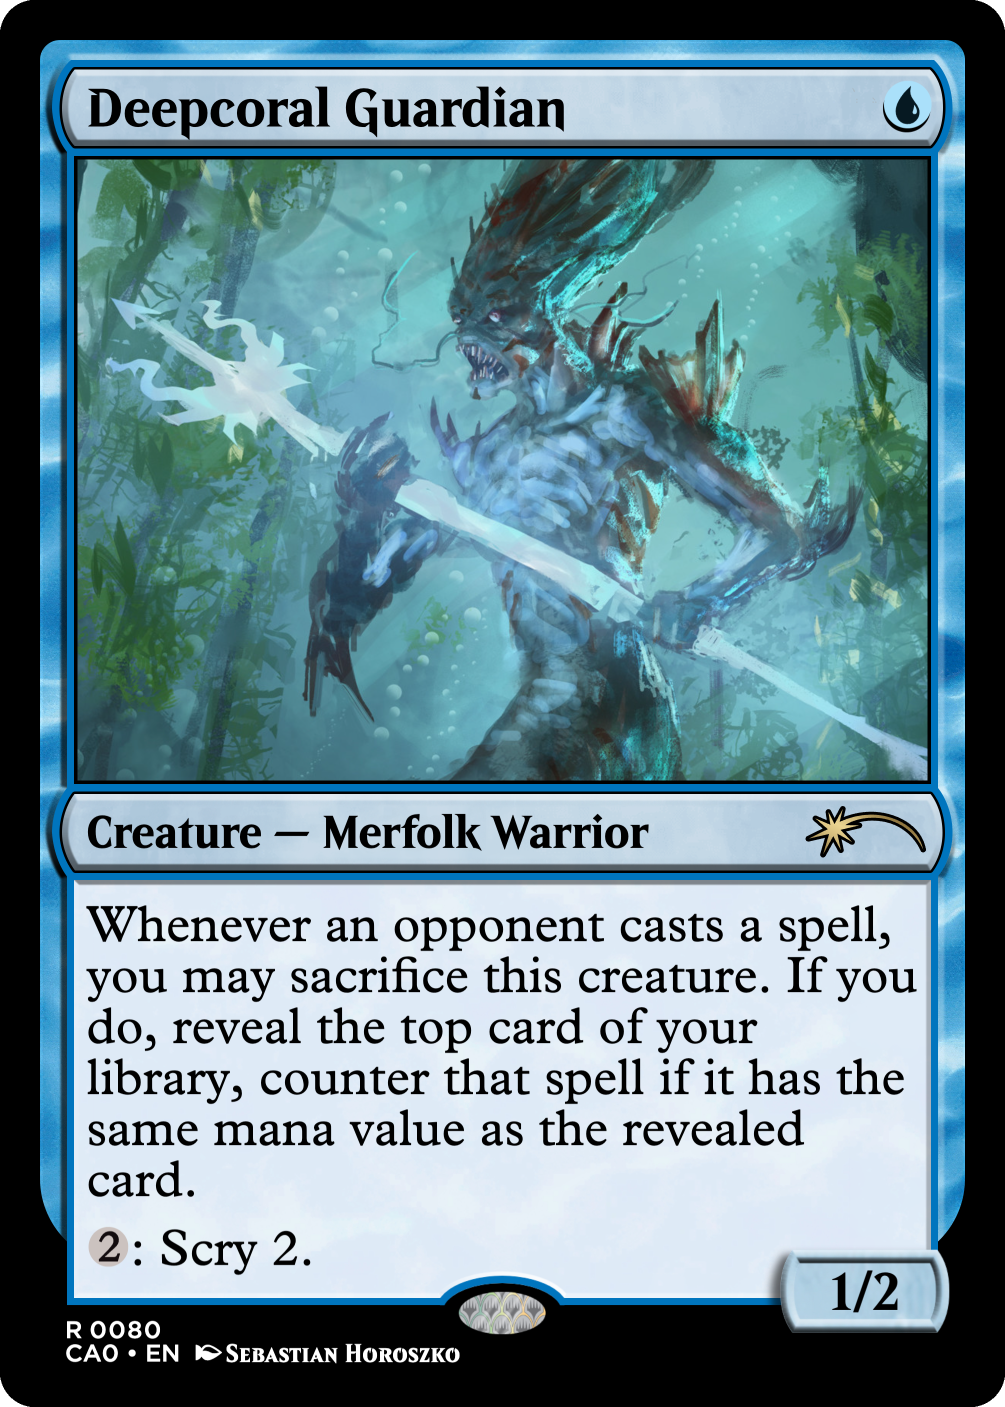 Deepcoral Guardian
Creature — Merfolk Warrior
Whenever an opponent casts a spell,
you may sacrifice this creature. If you
do, reveal the top card of your
library, counter that spell if it has the
same mana value as the revealed
card.
2: Scry 2.
1/2
R 0080
CAO • EN Sebastian Horoszko